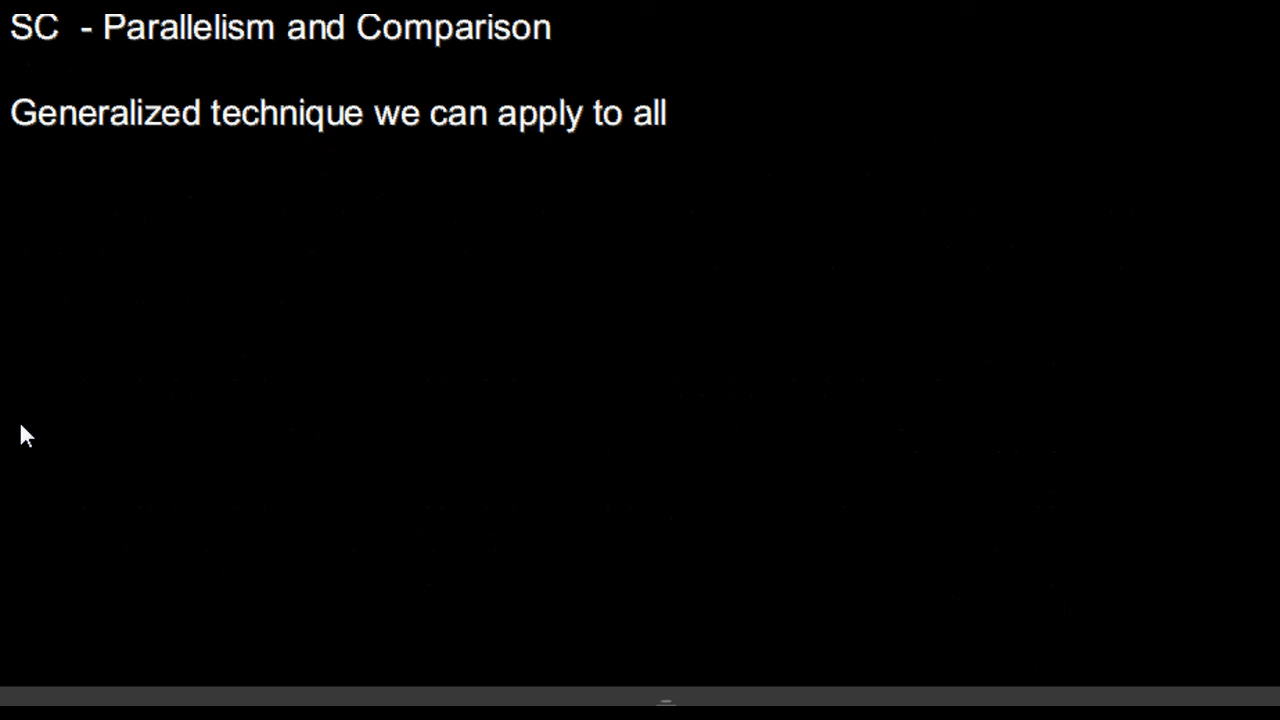 SC  - Parallelism and Comparison
Generalized technique we can apply to all